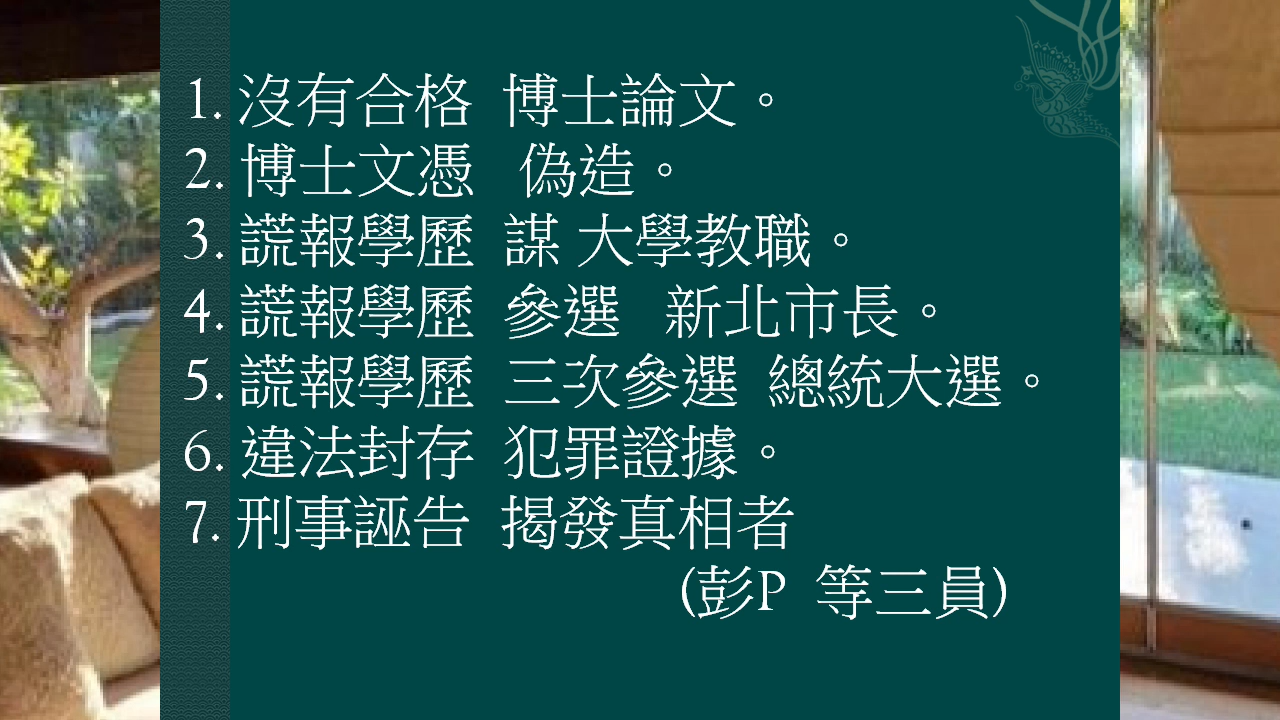 1. 沒有合格 博士論文。
2. 博士文憑 偽造。
3. 謊報學歷 謀 大學教職。
4. 謊報學歷 參選 新北市長。
5. 謊報學歷 三次參選 總統大選。
6. 違法封存 犯罪證據。
7. 刑事誣告 揭發真相者
(彭P 等三員)